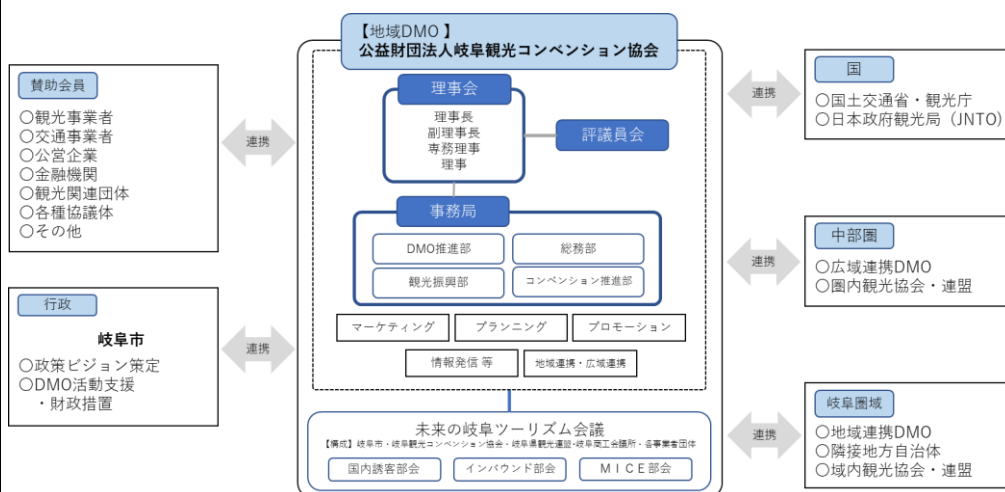 【地域DMO 】
公益財団法人岐阜観光コンベンション協会
賛助会員
○観光事業者
○交通事業者
○公営企業
○金融機関
○観光関連団体
○各種協議体
○その他
連携
行政
岐阜市
○政策ビジョン策定
○DMO活動支援
・財政措置
連携
理事会
理事長
副理事長
専務理事
理事
評議員会
事務局
DMO推進部
総務部
観光振興部
コンベンション推進部
マーケティング
プランニング
プロモーション
情報発信 等
地域連携・広域連携
未来の岐阜ツーリズム会議
【構成】岐阜市・岐阜観光コンベンション協会・岐阜県観光連盟・岐阜商工会議所・各事業者団体
国内誘客部会
インバウンド部会
ＭＩＣＥ部会
連携
国
○国土交通省・観光庁
○日本政府観光局（JNTO）
連携
中部圏
○広域連携DMO
○圏内観光協会・連盟
連携
岐阜圏域
○地域連携DMO
○隣接地方自治体
○域内観光協会・連盟